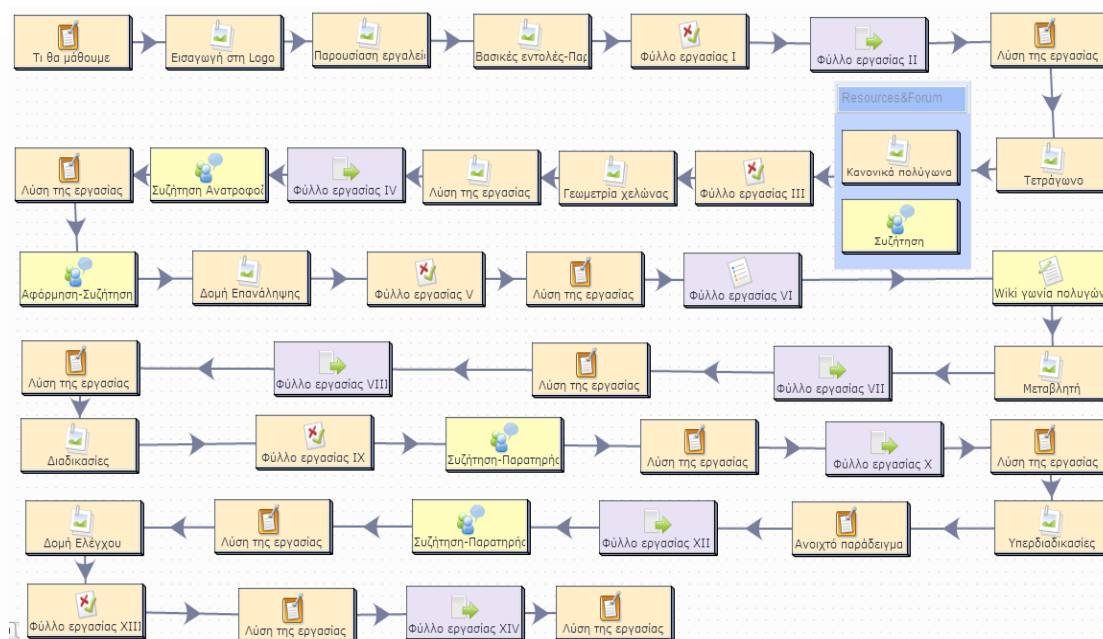 Τι θα μάθουμε
Εισαγωγή στη Logo
Παρουσίαση εργαλεί
Βασικές εντολές-Παρ
Φύλλο εργασίας I
Φύλλο εργασίας II
Λύση της εργασίας
Resources&Forum
Κανονικά πολύγωνα
Συζήτηση
Τετράγωνο
Φύλλο εργασίας III
Γεωμετρία χελώνας
Λύση της εργασίας
Φύλλο εργασίας IV
Συζήτηση Ανατροφοδ
Λύση της εργασίας
Αφόρμηση-Συζήτηση
Δομή Επανάληψης
Φύλλο εργασίας V
Λύση της εργασίας
Φύλλο εργασίας VI
Wiki γωνία πολυγών
Μεταβλητή
Φύλλο εργασίας VII
Λύση της εργασίας
Φύλλο εργασίας VIII
Λύση της εργασίας
Διαδικασίες
Φύλλο εργασίας IX
Συζήτηση-Παρατηρήσ
Λύση της εργασίας
Φύλλο εργασίας X
Λύση της εργασίας
Υπερδιαδικασίες
Ανοιχτό παράδειγμα
Φύλλο εργασίας XII
Συζήτηση-Παρατηρήσ
Λύση της εργασίας
Δομή Ελέγχου
Φύλλο εργασίας XIII
Λύση της εργασίας
Φύλλο εργασίας XIV
Λύση της εργασίας